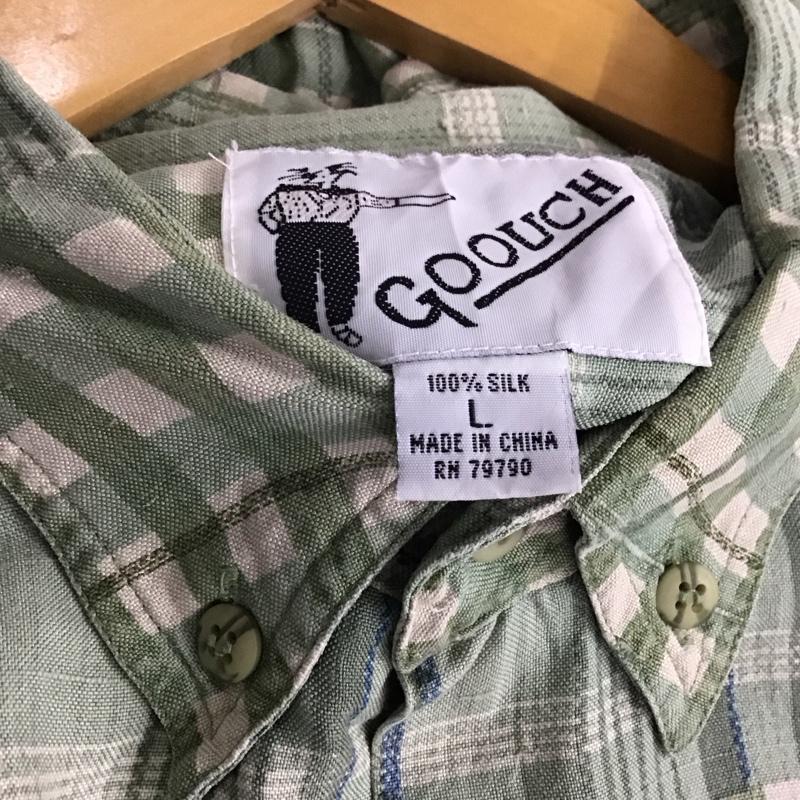 GOOUCH
100% SILK
L
MADE IN CHINA
RN 79790